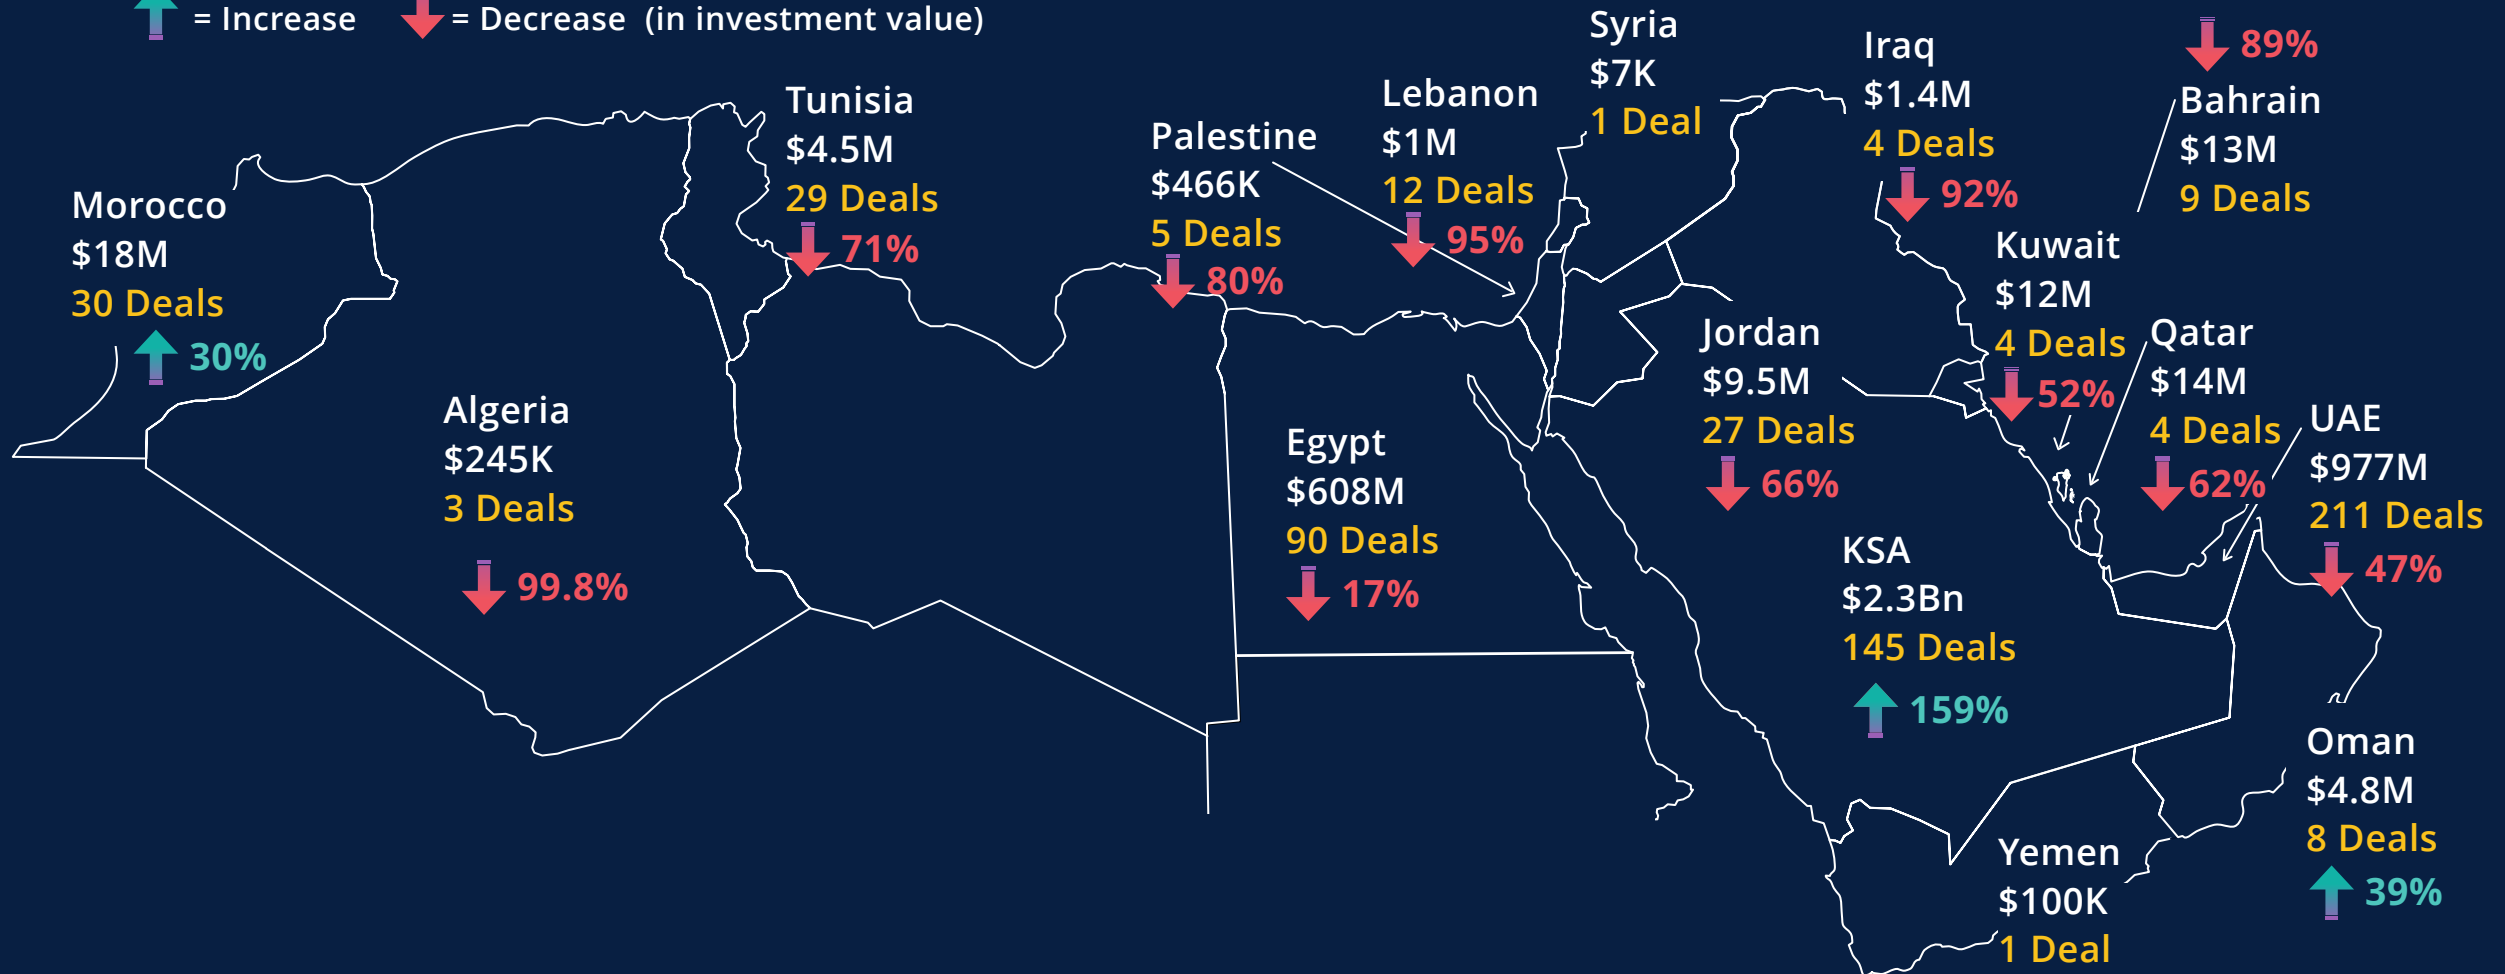 = Increase
= Decrease (in investment value)
Syria
$7K
1 Deal
Iraq
$1.4M
4 Deals
92%
89%
Bahrain
$13M
9 Deals
Tunisia
$4.5M
29 Deals
71%
Lebanon
$1M
12 Deals
95%
Palestine
$466K
5 Deals
80%
Morocco
$18M
30 Deals
30%
Kuwait
$12M
4 Deals
52%
Jordan
$9.5M
27 Deals
66%
Qatar
$14M
4 Deals
62%
Algeria
$245K
3 Deals
99.8%
Egypt
$608M
90 Deals
17%
UAE
$977M
211 Deals
47%
KSA
$2.3Bn
145 Deals
159%
Oman
$4.8M
8 Deals
39%
Yemen
$100K
1 Deal